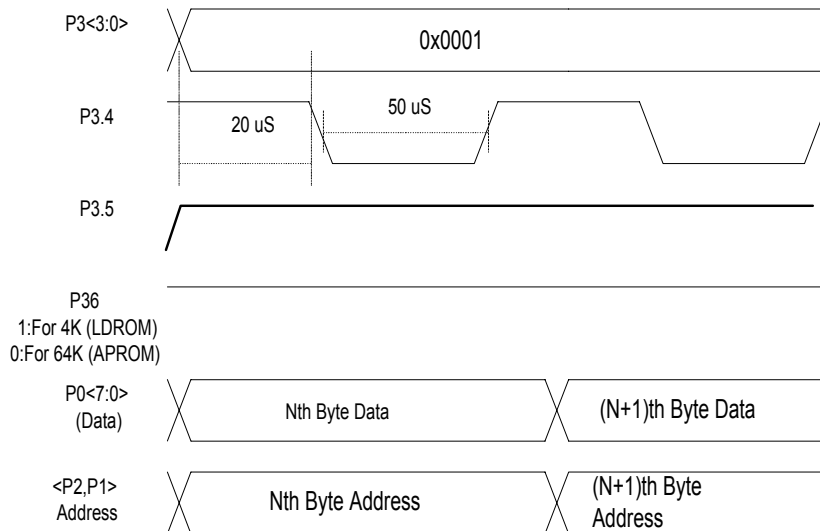 P3<3:0>
0x0001
P3.4
20 uS
50 uS
P3.5
P36
1:For 4K (LDROM)
0:For 64K (APROM)
P0<7:0>
(Data)
Nth Byte Data
(N+1)th Byte Data
<P2,P1>
Address
Nth Byte Address
(N+1)th Byte
Address